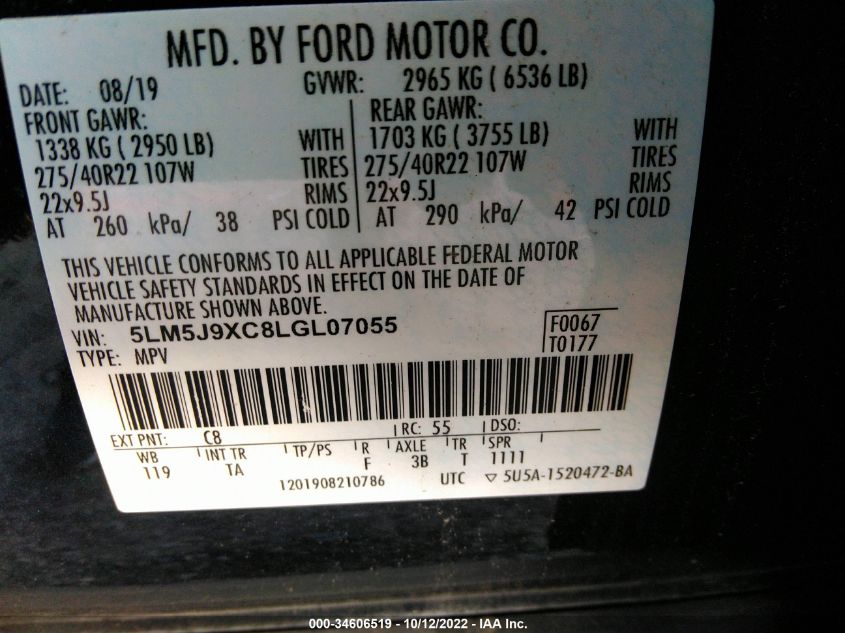 MFD. BY FORD MOTOR CO.
DATE: 08/19 GVWR: 2965 KG ( 6536 LB)
FRONT GAWR: REAR GAWR:
1338 KG ( 2950 LB) WITH 1703 KG ( 3755 LB) WITH
275/40R22 107W TIRES 275/40R22 107W TIRES
22x9.5J RIMS 22x9.5J RIMS
AT 260 kPa/ 38 PSI COLD AT 290 kPa/ 42 PSI COLD
THIS VEHICLE CONFORMS TO ALL APPLICABLE FEDERAL MOTOR
VEHICLE SAFETY STANDARDS IN EFFECT ON THE DATE OF
MANUFACTURE SHOWN ABOVE.
VIN: 5LM5J9XC8LGL07055 F0067
TYPE: MPV T0177
EXT PNT: C8 RC: 55 DSO:
WB INT TR TP/PS R AXLE TR SPR
119 TA F 3B T 1111
1201908210786 UTC ▽ 5U5A-1520472-BA
000-34606519 - 10/12/2022 - IAA Inc.